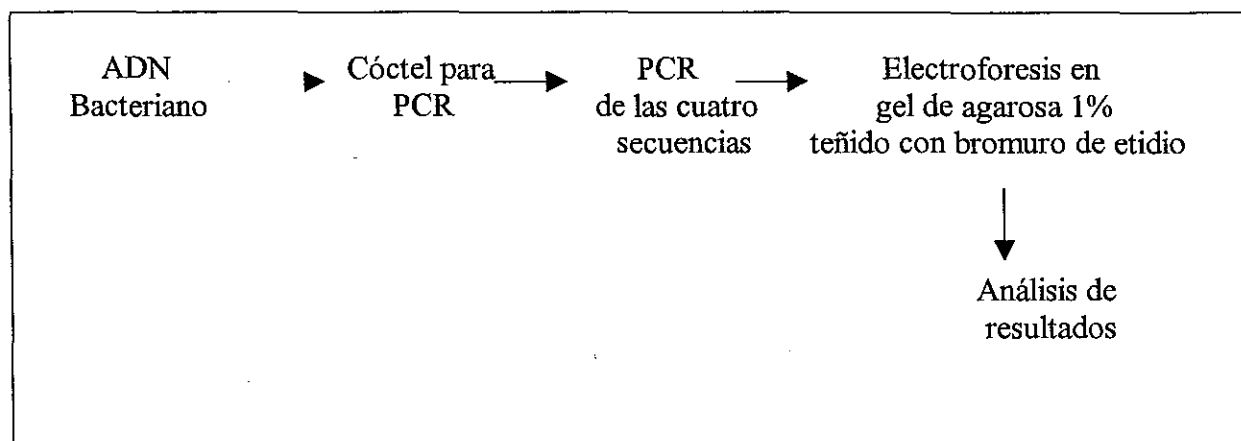 ADN
Bacteriano
Cóctel para
PCR
PCR
de las cuatro
secuencias
Electroforesis en
gel de agarosa 1%
teñido con bromuro de etidio
Análisis de
resultados